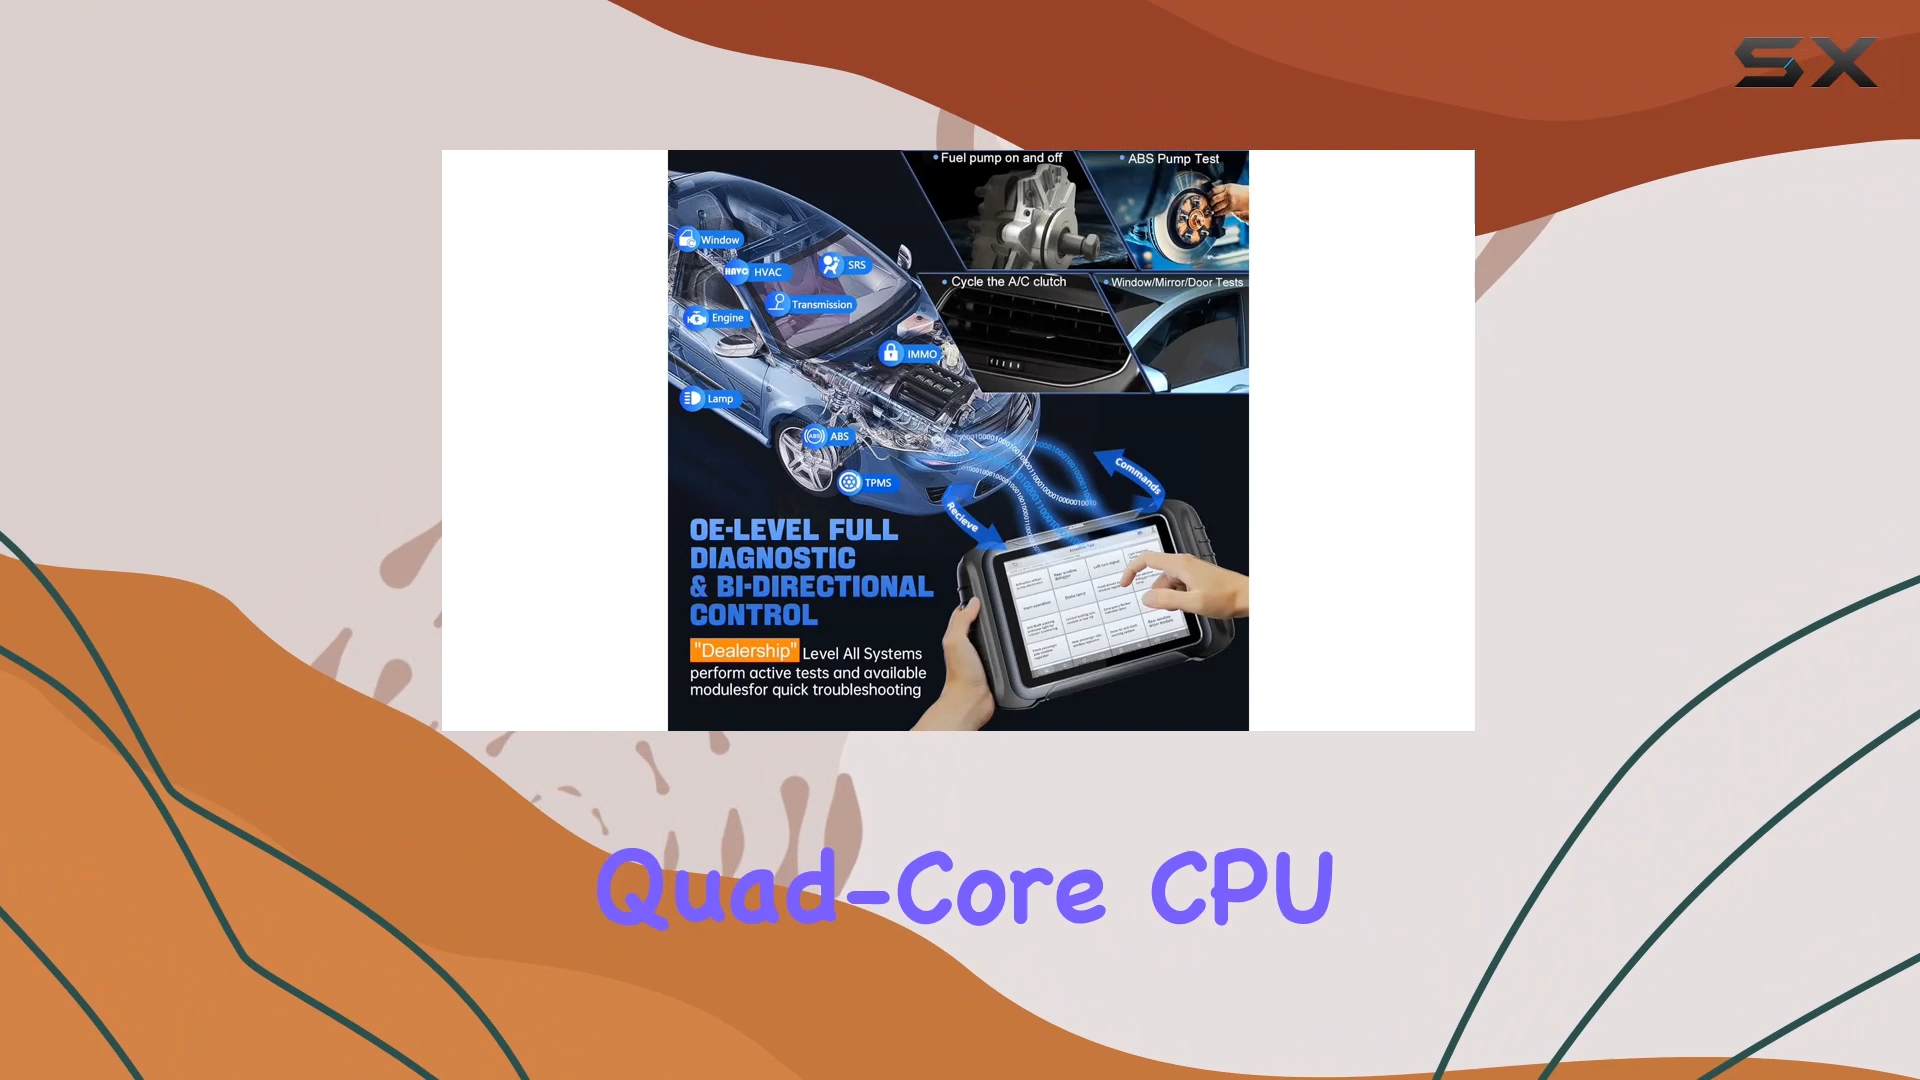 SX
Fuel pump on and off
ABS Pump Test
Window
HAVC HVAC
SRS
Transmission
Engine
IMMO
Lamp
ABS
ABS
TPMS
Cycle the A/C clutch
Window/Mirror/Door Tests
Commands
Recieve
OE-LEVEL FULL
DIAGNOSTIC
& BI-DIRECTIONAL
CONTROL
"Dealership" Level All Systems
perform active tests and available
modulesfor quick troubleshooting
Quad-Core CPU